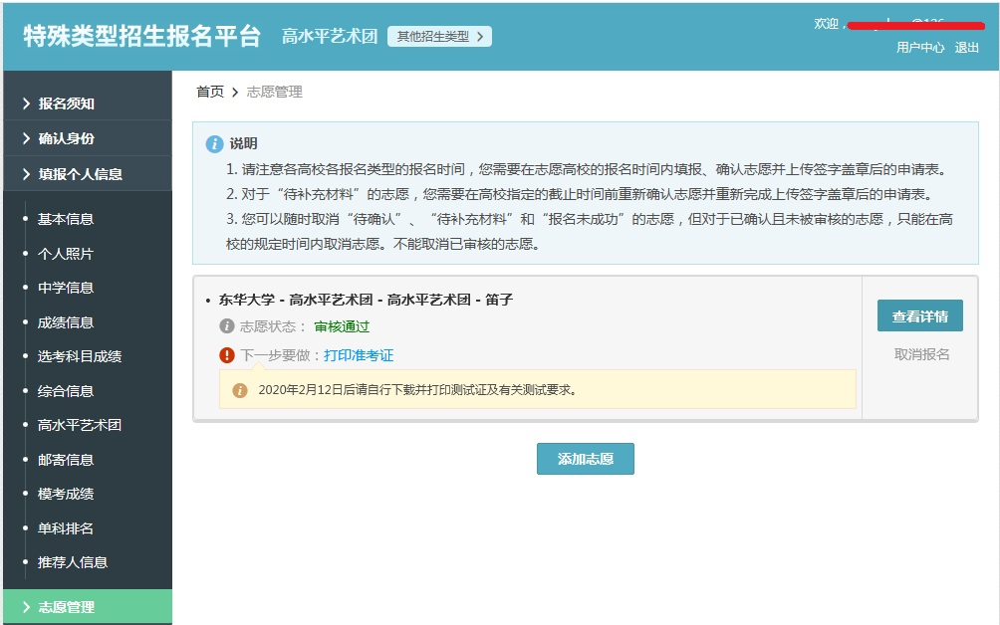 特殊类型招生报名平台 高水平艺术团 其他招生类型
欢迎，
用户中心 退出
报名须知
确认身份
填报个人信息
基本信息
个人照片
中学信息
成绩信息
选考科目成绩
综合信息
高水平艺术团
邮寄信息
模考成绩
单科排名
推荐人信息
志愿管理
首页 > 志愿管理
说明
1. 请注意各高校各报名类型的报名时间，您需要在志愿高校的报名时间内填报、确认志愿并上传签字盖章后的申请表。
2. 对于“待补充材料”的志愿，您需要在高校指定的截止时间前重新确认志愿并重新完成上传签字盖章后的申请表。
3. 您可以随时取消“待确认”、“待补充材料”和“报名未成功”的志愿，但对于已确认且未被审核的志愿，只能在高
校的规定时间内取消志愿。不能取消已审核的志愿。
• 东华大学 - 高水平艺术团 - 高水平艺术团 - 笛子
志愿状态： 审核通过
下一步要做：打印准考证
2020年2月12日后请自行下载并打印测试证及有关测试要求。
查看详情
取消报名
添加志愿